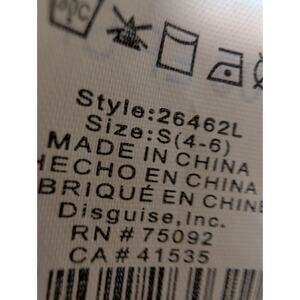 Style:26462L
Size:S(4-6)
MADE IN CHINA
HECHO EN CHINA
BRIQUÉ EN CHINE
Disguise,Inc.
RN # 75092
CA# 41535